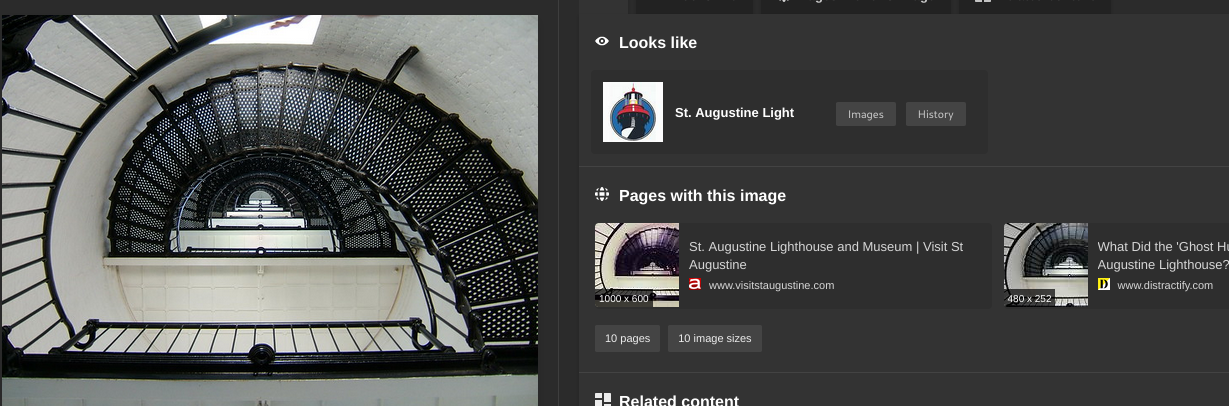 Looks like
St. Augustine Light
Images
History
Pages with this image
St. Augustine Lighthouse and Museum | Visit St
Augustine
www.visitstaugustine.com
1000 x 600
What Did the 'Ghost Hu
Augustine Lighthouse?
www.distractify.com
480 x 252
10 pages
10 image sizes
Related content